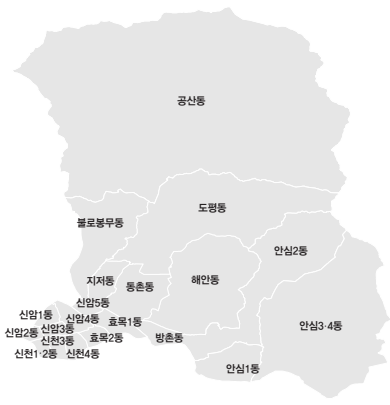 공산동
도평동
불로봉무동
안심2동
지저동
동촌동
해안동
신암5동
신암1동
신암4동
효목1동
안심3·4동
신암2동
신암3동
신천3동
효목2동
방촌동
신천1·2동
신천4동
안심1동